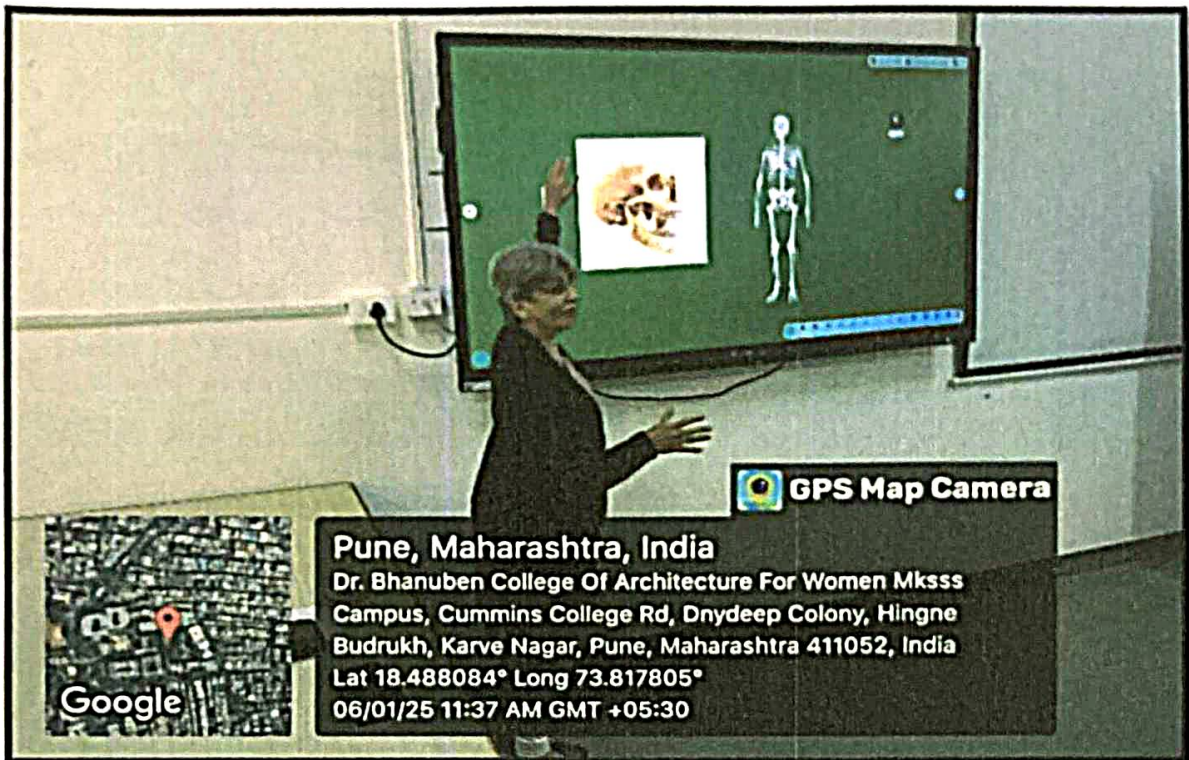 GPS Map Camera
Pune, Maharashtra, India
Dr. Bhanuben College Of Architecture For Women Mksss
Campus, Cummins College Rd, Dnydeep Colony, Hingne
Budrukh, Karve Nagar, Pune, Maharashtra 411052, India
Lat 18.488084° Long 73.817805°
06/01/25 11:37 AM GMT +05:30
Google